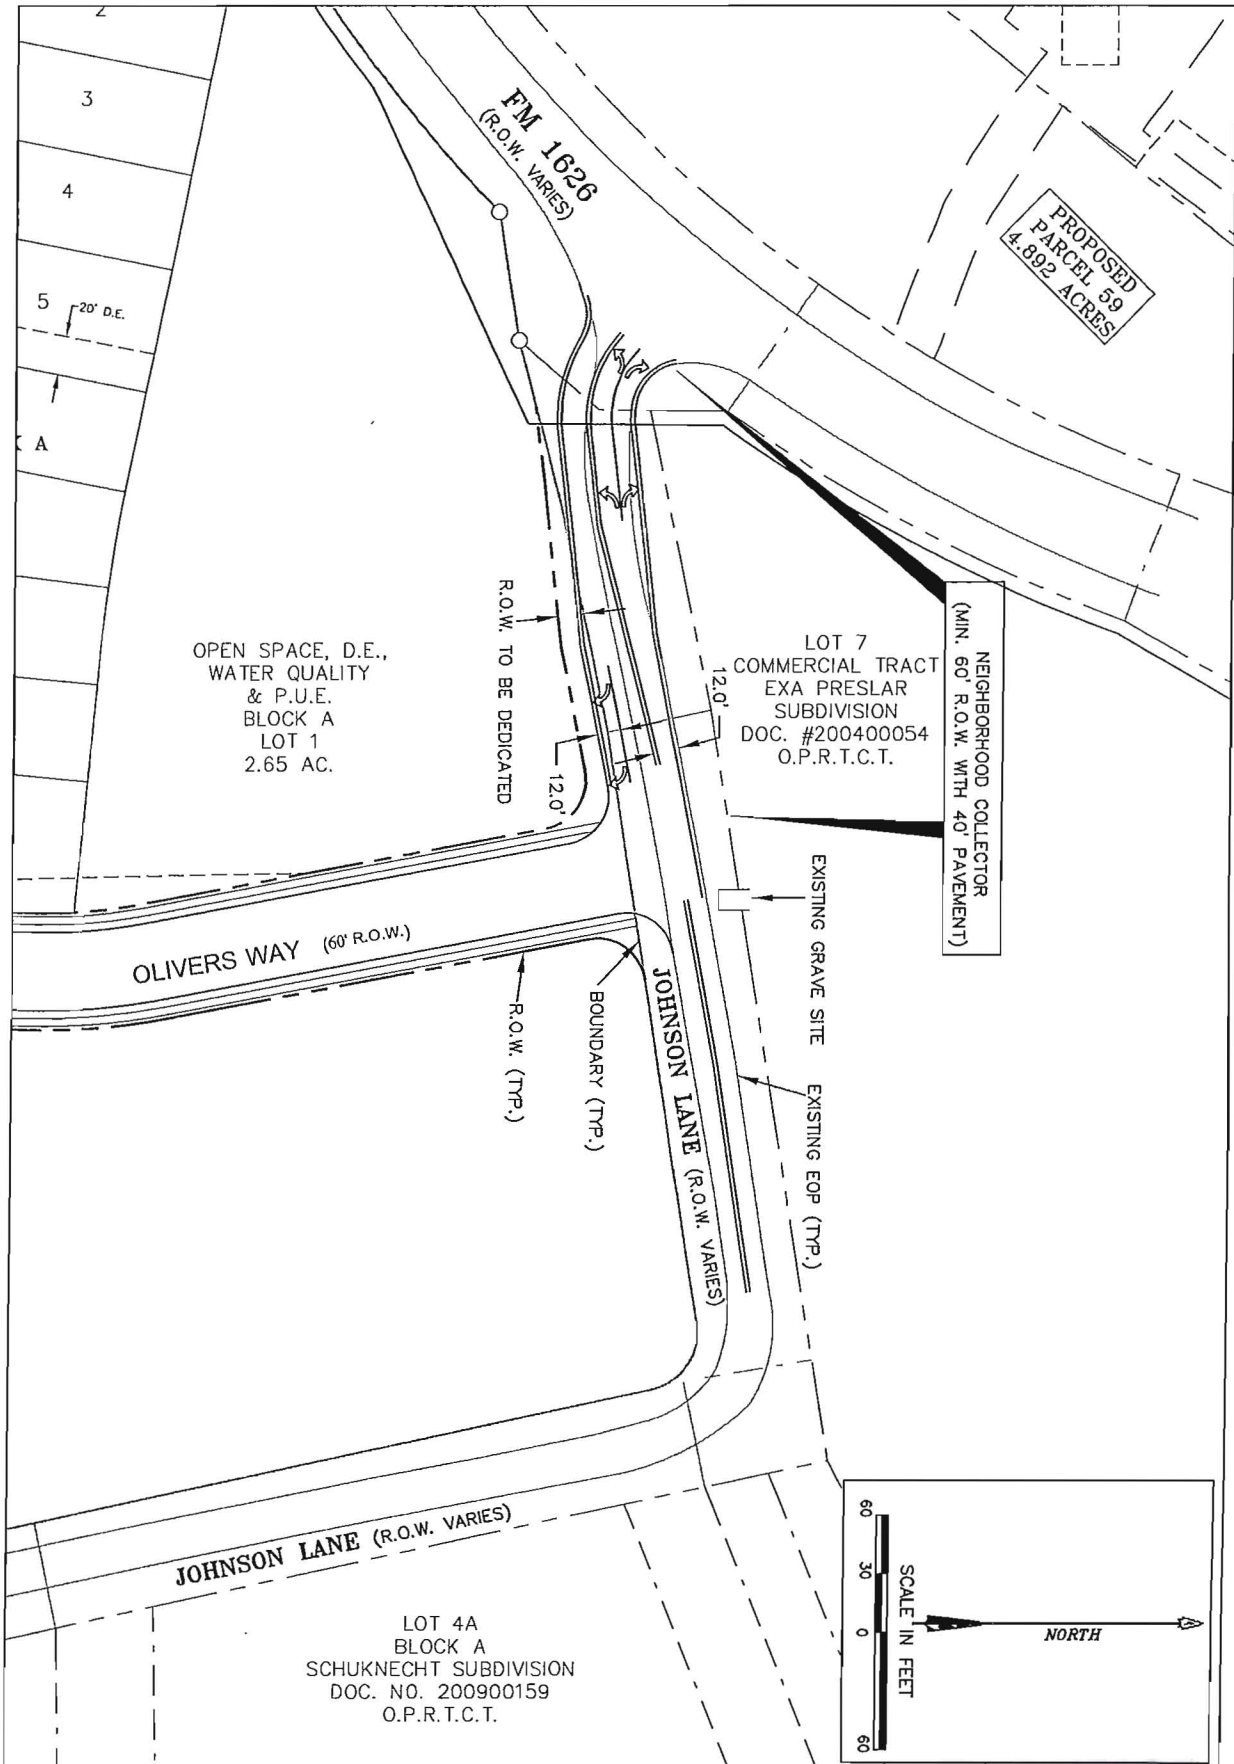 2
3
4
5
20' D.E.
A
FM 1626
(R.O.W. VARIES)
PROPOSED
PARCEL 59
4.892 ACRES
NEIGHBORHOOD COLLECTOR
(MIN. 60' R.O.W. WITH 40' PAVEMENT)
LOT 7
COMMERCIAL TRACT
EXA PRESLAR
SUBDIVISION
DOC. #200400054
O.P.R.T.C.T.
12.0'
R.O.W. TO BE DEDICATED
12.0'
OPEN SPACE, D.E.,
WATER QUALITY
& P.U.E.
BLOCK A
LOT 1
2.65 AC.
EXISTING GRAVE SITE
EXISTING EOP (TYP.)
OLIVERS WAY (60' R.O.W.)
R.O.W. (TYP.)
BOUNDARY (TYP.)
JOHNSON LANE (R.O.W. VARIES)
JOHNSON LANE (R.O.W. VARIES)
LOT 4A
BLOCK A
SCHUKNECHT SUBDIVISION
DOC. NO. 200900159
O.P.R.T.C.T.
60 30 0 60
SCALE IN FEET
NORTH